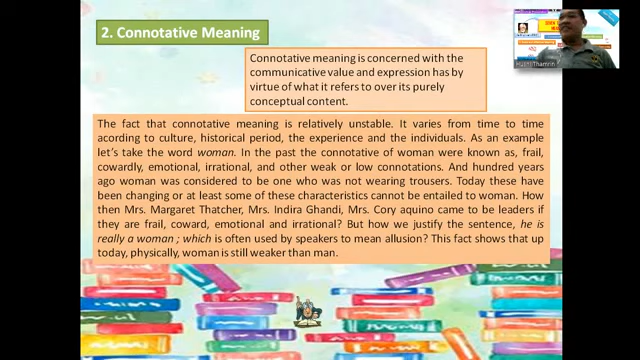 2. Connotative Meaning
Connotative meaning is concerned with the
communicative value and expression has by
virtue of what it refers to over its purely
conceptual content.
The fact that connotative meaning is relatively unstable. It varies from time to time
acording to culture, historical period, the experience and the individuals. As an example
let's take the word woman. In the past the connotative of woman were known as, frail,
cowardly, emotional, irrational, and other weak or low connotations. And hundred years
ago woman was considered to be one who was not wearing trousers. Today these have
been changing or at least some of these characteristics cannot be entailed to woman. How
then Mrs. Margaret Thatcher, Mrs. Indira Ghandi, Mrs. Cory aquino came to be leaders if
they are frail, coward, emotional and irrational? But how we justify the sentence, he is
really a woman ; which is often used by speakers to mean allusion? This fact shows that up
today, physically, woman is still weaker than man.
Thamrin